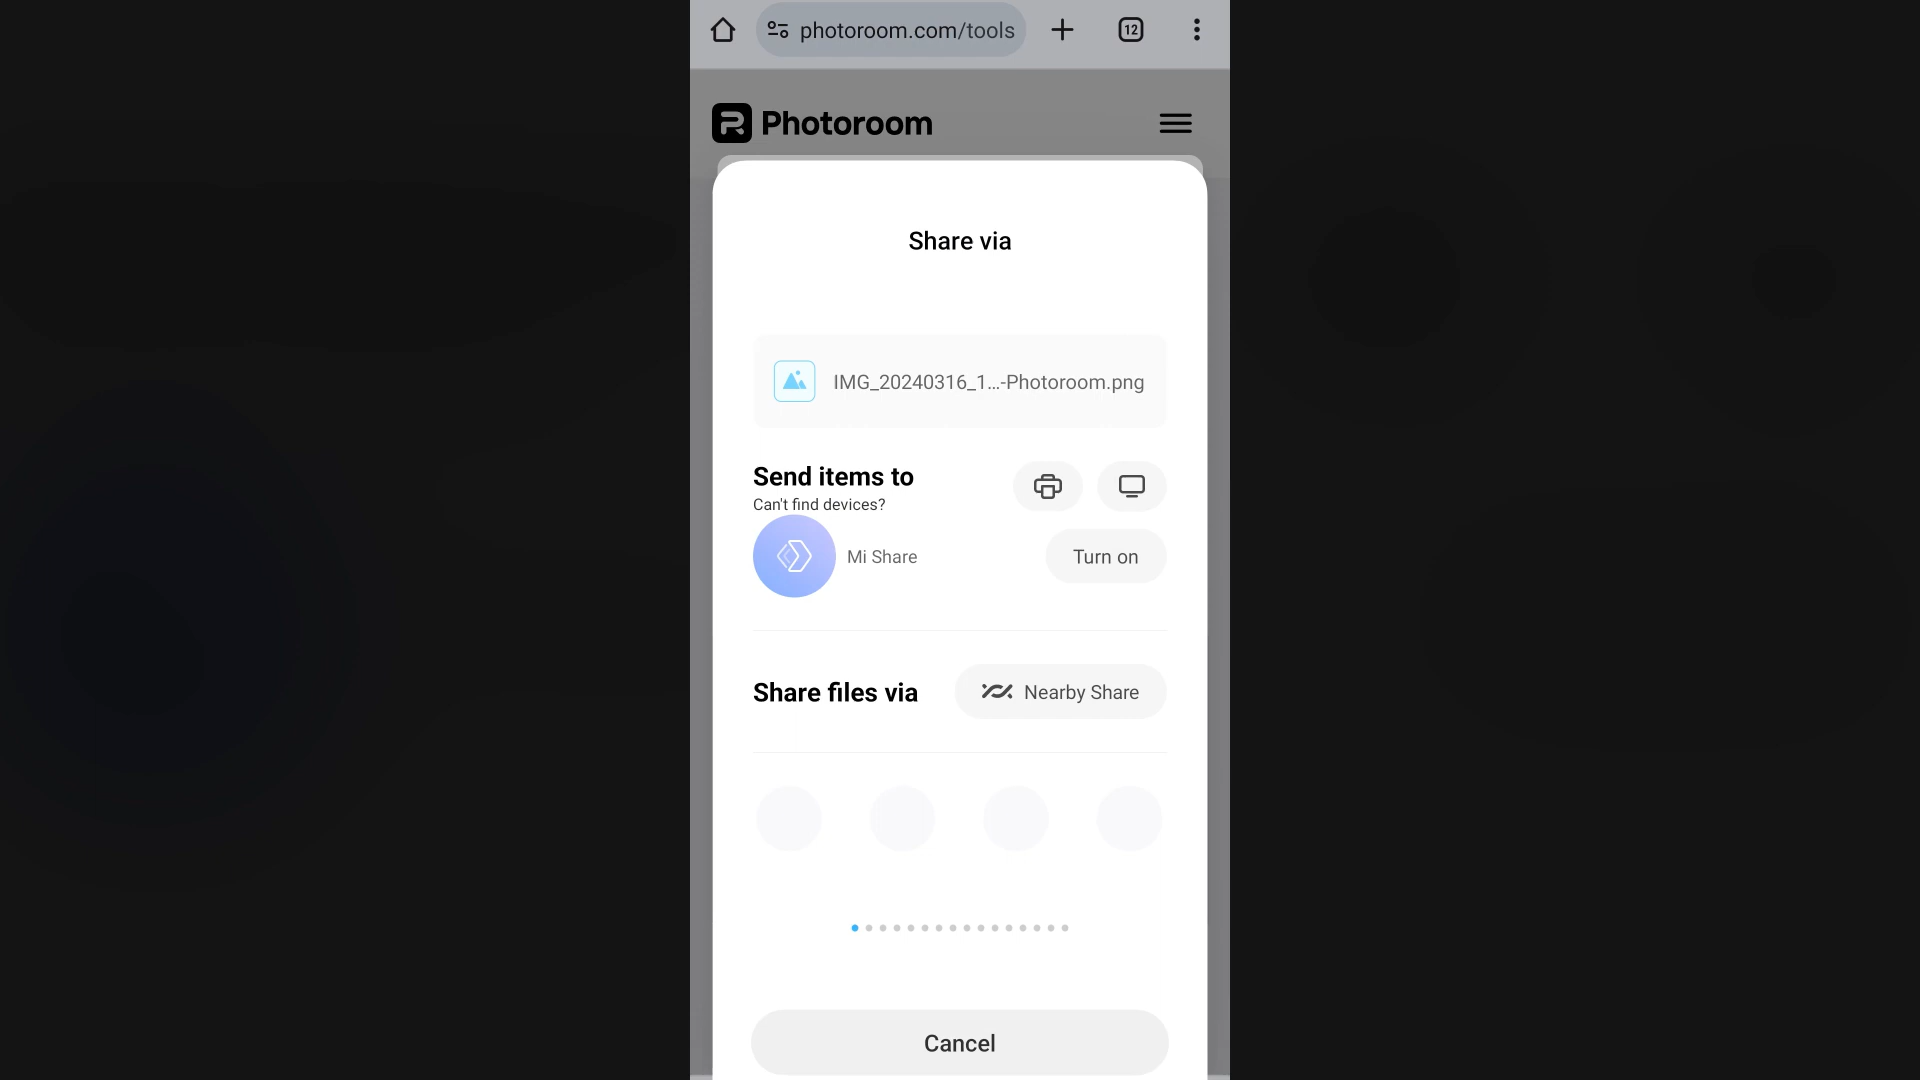 photoroom.com/tools
12
Photoroom
Share via
IMG_20240316_1...-Photoroom.png
Send items to
Can't find devices?
Mi Share
Turn on
Share files via
Nearby Share
Cancel